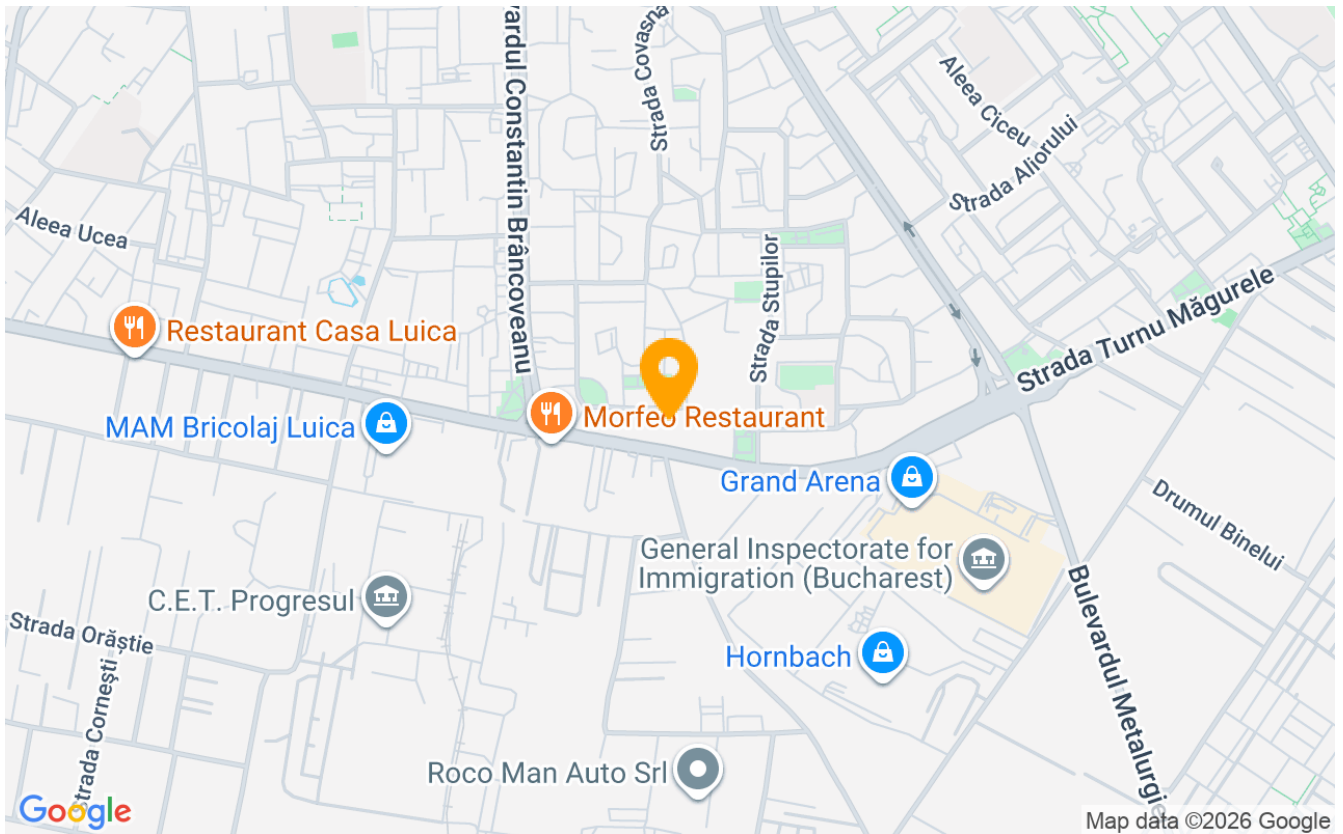 vardul Constantin Brâncoveanu
Strada Covasna
Aleea Ciceu
Strada Aliorului
Aleea Ucea
Strada Stupilor
Strada Turnu Măgurele
Restaurant Casa Luica
MAM Bricolaj Luica
Morfeo Restaurant
Grand Arena
Drumul Binelui
General Inspectorate for
Immigration (Bucharest)
C.E.T. Progresul
Strada Orăștie
Strada Cornești
Hornbach
Bulevardul Metalurgie
Roco Man Auto Srl
Google
Map data ©2026 Google